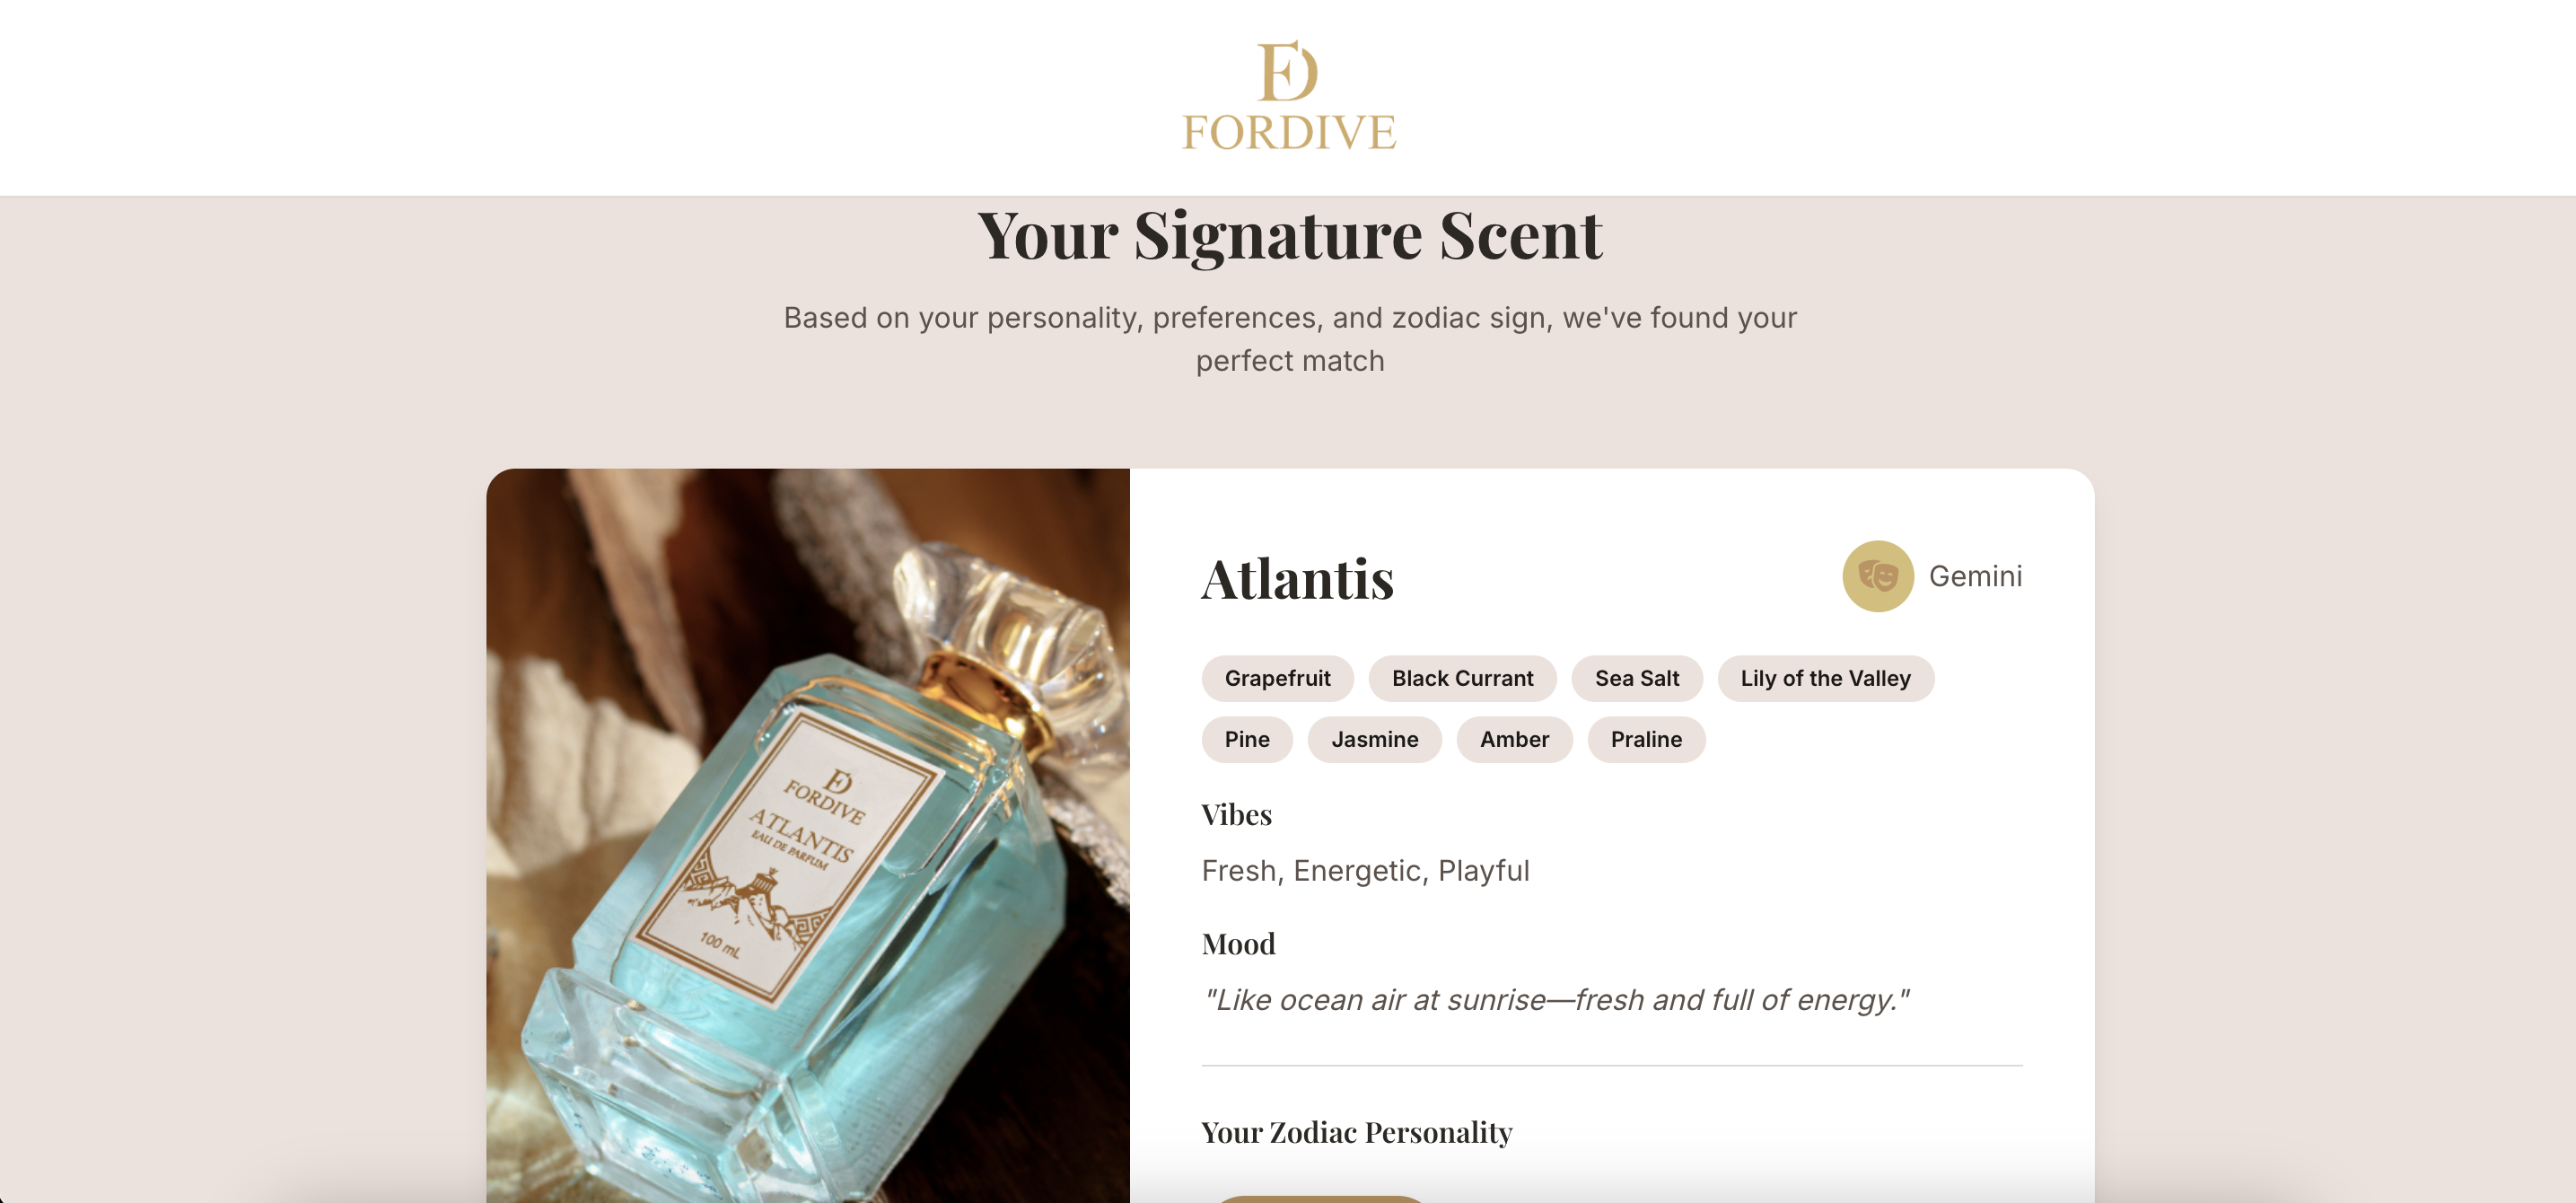 FD
FORDIVE
Your Signature Scent
Based on your personality, preferences, and zodiac sign, we've found your
perfect match
FD
FORDIVE
ATLANTIS
EAU DE PARFUM
100 mL
Atlantis
Gemini
Grapefruit Black Currant Sea Salt Lily of the Valley
Pine Jasmine Amber Praline
Vibes
Fresh, Energetic, Playful
Mood
"Like ocean air at sunrise—fresh and full of energy."
Your Zodiac Personality